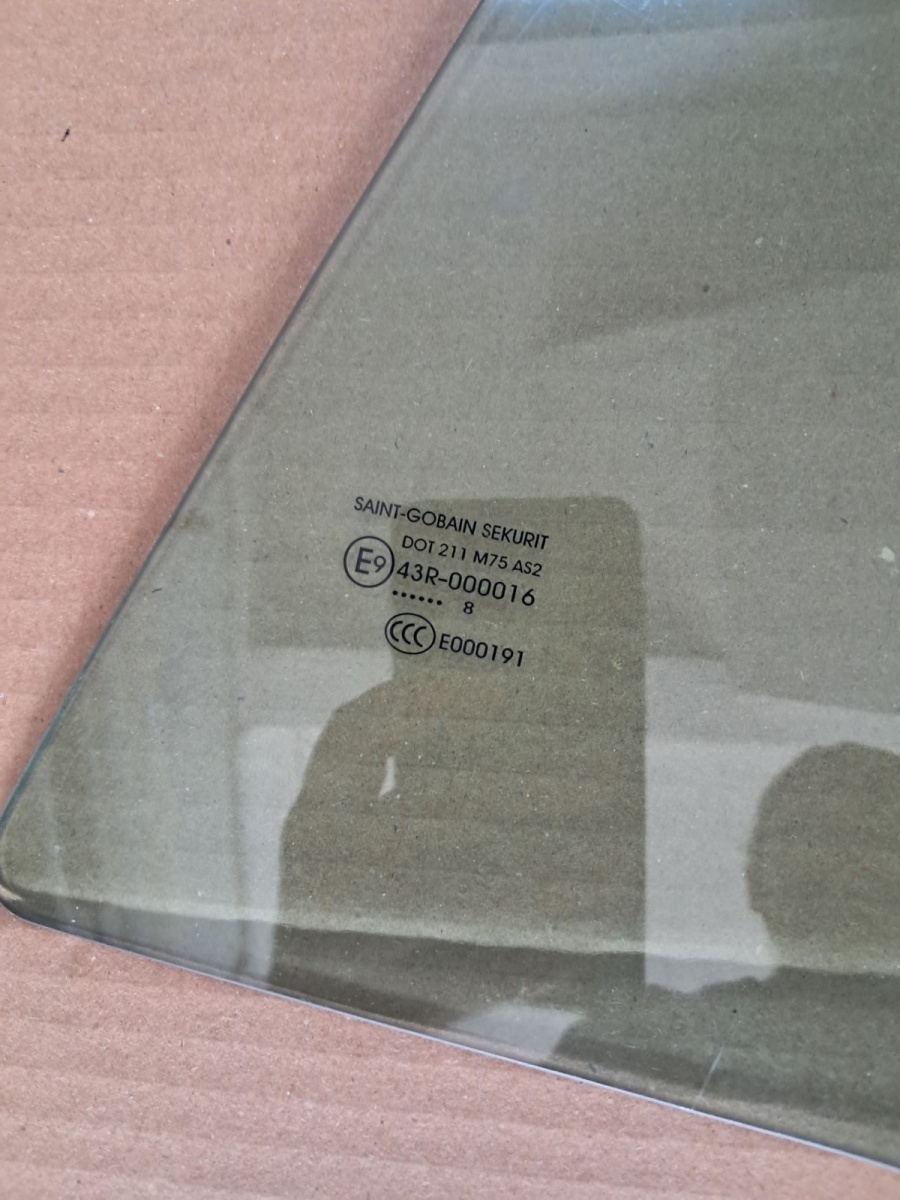 SAINT-GOBAIN SEKURIT
DOT 211 M75 AS2
E9 43R-000016
...... 8
CCC E000191